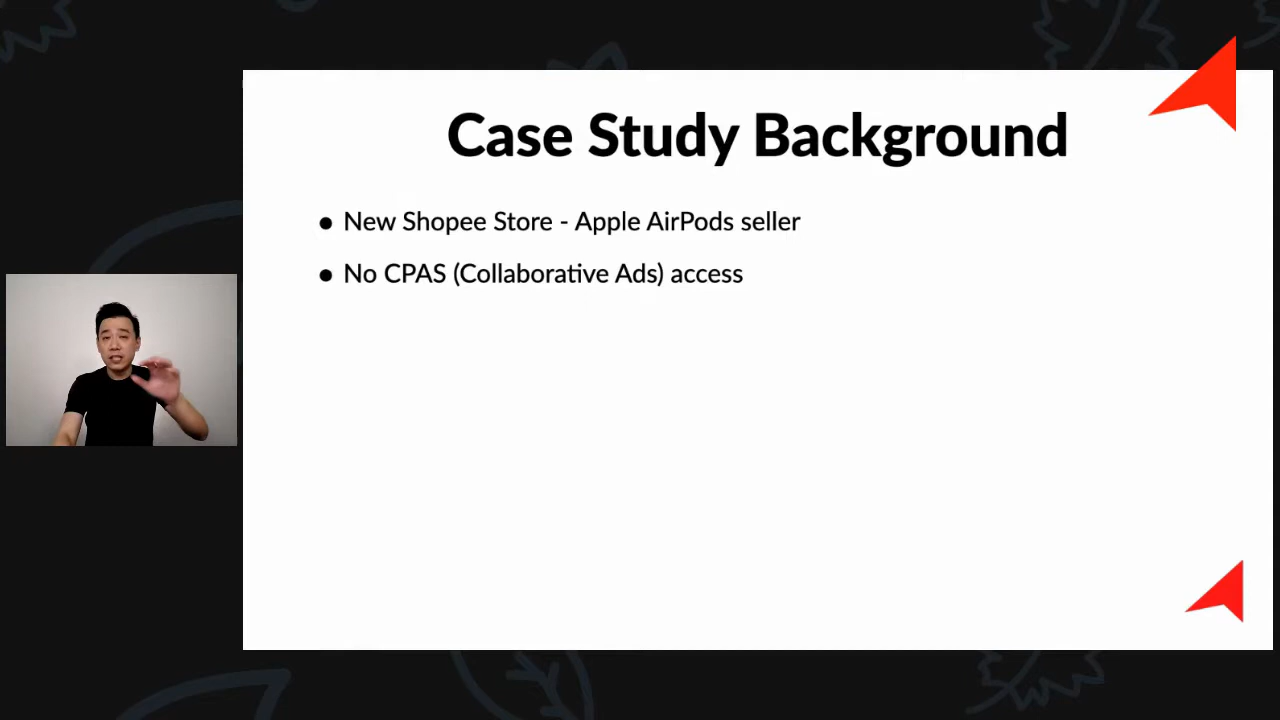 Case Study Background
● New Shopee Store - Apple AirPods seller
● No CPAS (Collaborative Ads) access